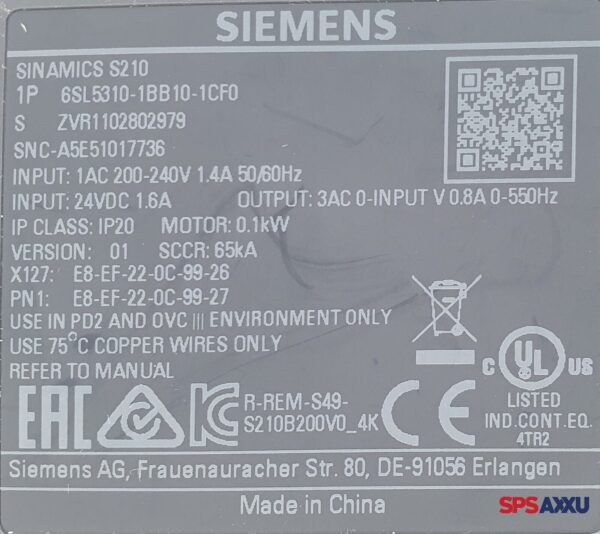 SIEMENS
SINAMICS S210
1P 6SL5310-1BB10-1CF0
S ZVR1102802979
SNC-A5E51017736
INPUT: 1AC 200-240V 1.4A 50/60Hz
INPUT: 24VDC 1.6A OUTPUT: 3AC 0-INPUT V 0.8A 0-550Hz
IP CLASS: IP20 MOTOR: 0.1kW
VERSION: 01 SCCR: 65kA
X127: E8-EF-22-0C-99-26
PN1: E8-EF-22-0C-99-27
USE IN PD2 AND OVC III ENVIRONMENT ONLY
USE 75°C COPPER WIRES ONLY
REFER TO MANUAL
C UL US
LISTED
IND.CONT.EQ.
4TR2
EAC
R-REM-S49-
S210B200V0_4K
CE
Siemens AG, Frauenauracher Str. 80, DE-91056 Erlangen
Made in China
SPSAXXU